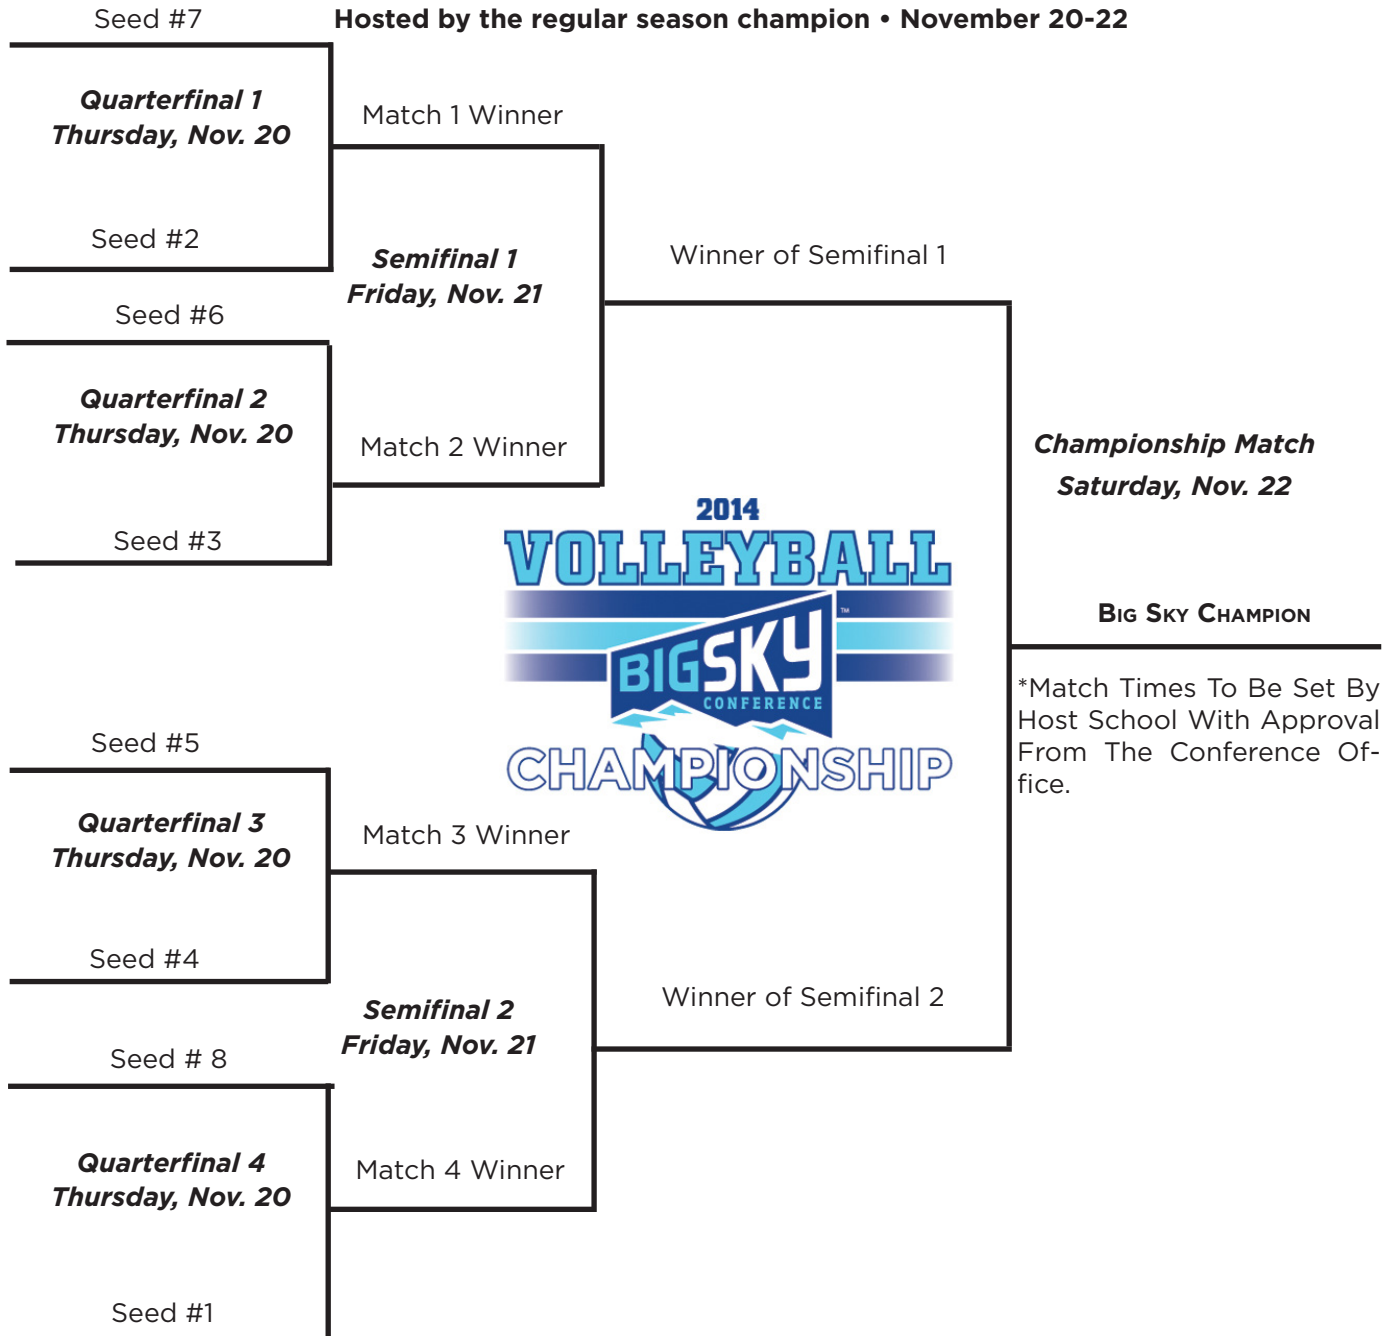 Seed #7
Hosted by the regular season champion • November 20-22
Quarterfinal 1
Thursday, Nov. 20
Match 1 Winner
Seed #2
Semifinal 1
Friday, Nov. 21
Winner of Semifinal 1
Seed #6
Quarterfinal 2
Thursday, Nov. 20
Match 2 Winner
Championship Match
Saturday, Nov. 22
Seed #3
2014
VOLLEYBALL
BIG SKY
™
CONFERENCE
CHAMPIONSHIP
Big Sky Champion
*Match Times To Be Set By
Host School With Approval
From The Conference Of-
fice.
Seed #5
Quarterfinal 3
Thursday, Nov. 20
Match 3 Winner
Seed #4
Semifinal 2
Friday, Nov. 21
Winner of Semifinal 2
Seed # 8
Quarterfinal 4
Thursday, Nov. 20
Match 4 Winner
Seed #1